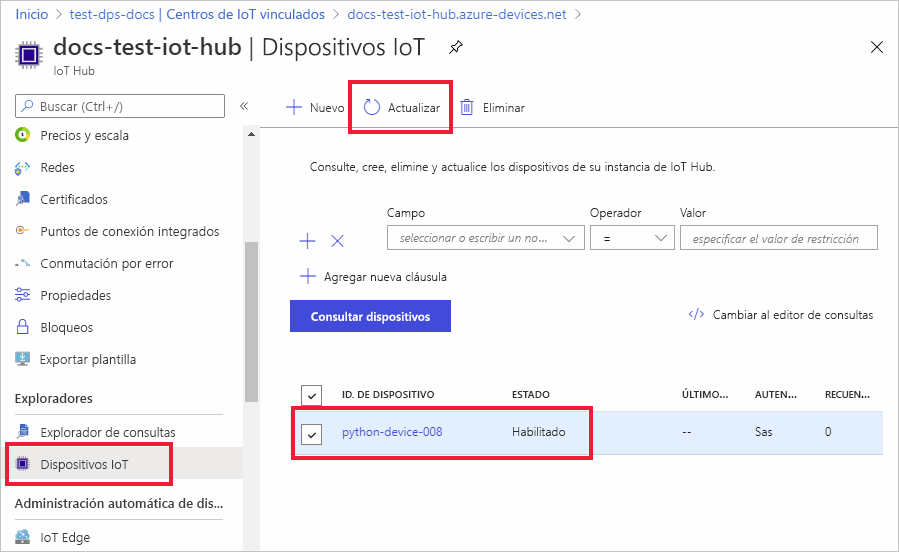 Inicio > test-dps-docs | Centros de IoT vinculados > docs-test-iot-hub.azure-devices.net >
docs-test-iot-hub | Dispositivos IoT
IoT Hub
Buscar (Ctrl+/)
«
Precios y escala
Redes
Certificados
Puntos de conexión integrados
Conmutación por error
Propiedades
Bloqueos
Exportar plantilla
Exploradores
Explorador de consultas
Dispositivos IoT
Administración automática de dis...
IoT Edge
Nuevo Actualizar Eliminar
Consulte, cree, elimine y actualice los dispositivos de su instancia de IoT Hub.
Campo Operador Valor
seleccionar o escribir un no... = especificar el valor de restricción
Agregar nueva cláusula
Consultar dispositivos
</> Cambiar al editor de consultas
ID. DE DISPOSITIVO ESTADO ÚLTIMO... AUTEN... RECUEN...
python-device-008 Habilitado -- Sas 0